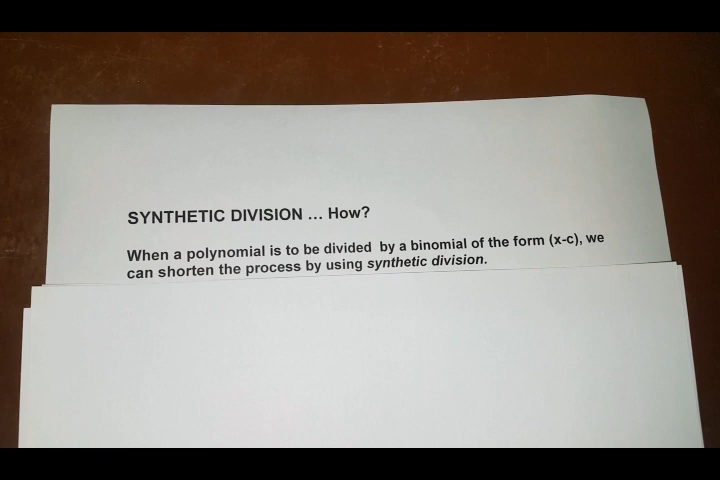 SYNTHETIC DIVISION ... How?
When a polynomial is to be divided by a binomial of the form (x-c), we
can shorten the process by using synthetic division.